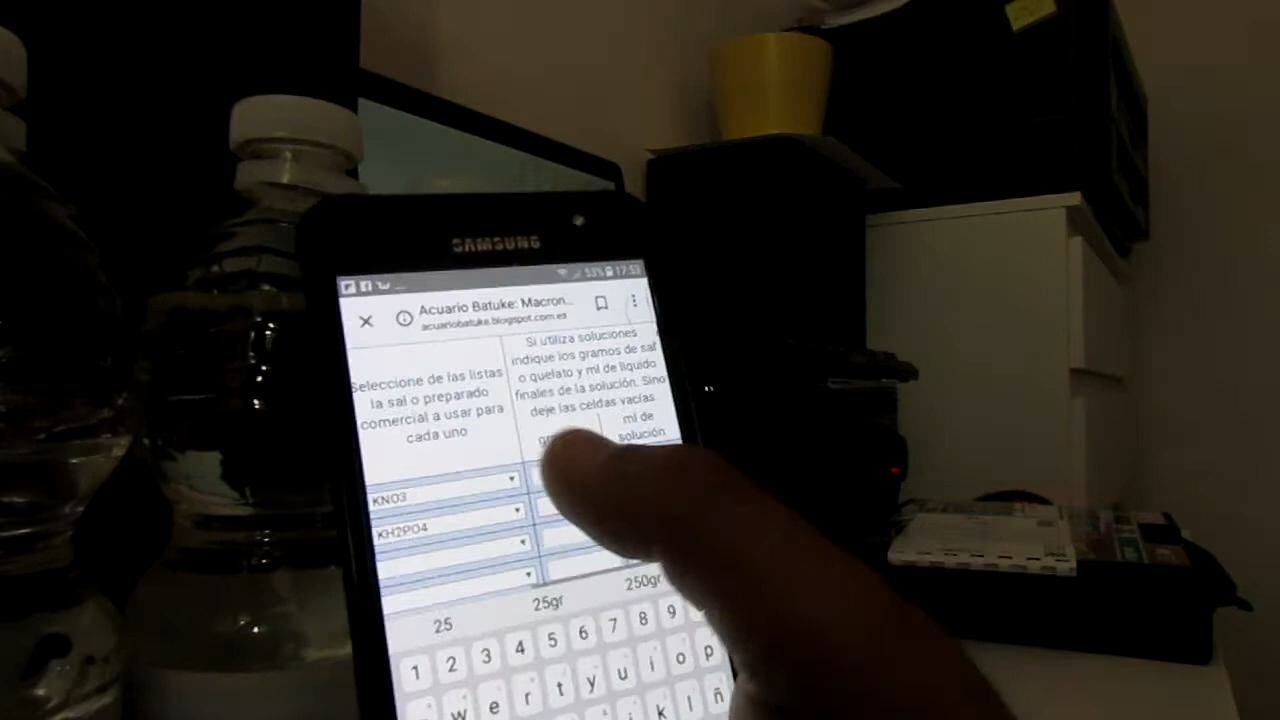 SAMSUNG
53% 17:53
Acuario Batuke: Macron...
acuariobatuke.blogspot.com.es
Seleccione de las listas
la sal o preparado
comercial a usar para
cada uno
Si utiliza soluciones
indique los gramos de sal
o quelato y ml de liquido
finales de la solución. Sino
deje las celdas vacías
ml de
solución
KNO3
KH2PO4
25 25gr 250gr
1 2 3 4 5 6 7 8 9
w e r t y u i o p
k l ñ